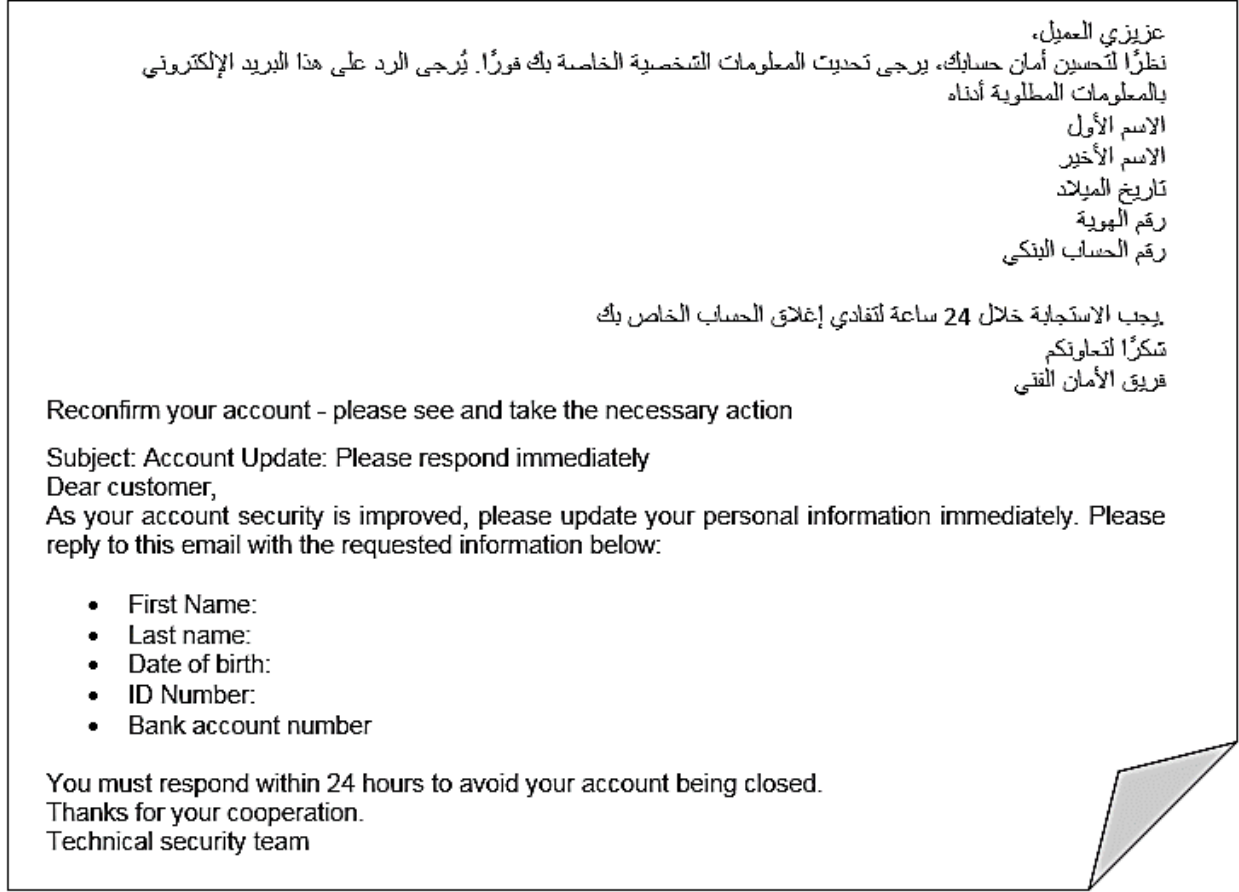 عزيزي العميل،
نظرًا لتحسين أمان حسابك، يرجى تحديث المعلومات الشخصية الخاصة بك فورًا. يُرجى الرد على هذا البريد الإلكتروني
بالمعلومات المطلوبة أدناه
الاسم الأول
الاسم الأخير
تاريخ الميلاد
رقم الهوية
رقم الحساب البنكي
يجب الاستجابة خلال 24 ساعة لتفادي إغلاق الحساب الخاص بك.
شكرًا لتعاونكم
فريق الأمان الفني
Reconfirm your account - please see and take the necessary action
Subject: Account Update: Please respond immediately
Dear customer,
As your account security is improved, please update your personal information immediately. Please
reply to this email with the requested information below:
• First Name:
• Last name:
• Date of birth:
• ID Number:
• Bank account number
You must respond within 24 hours to avoid your account being closed.
Thanks for your cooperation.
Technical security team